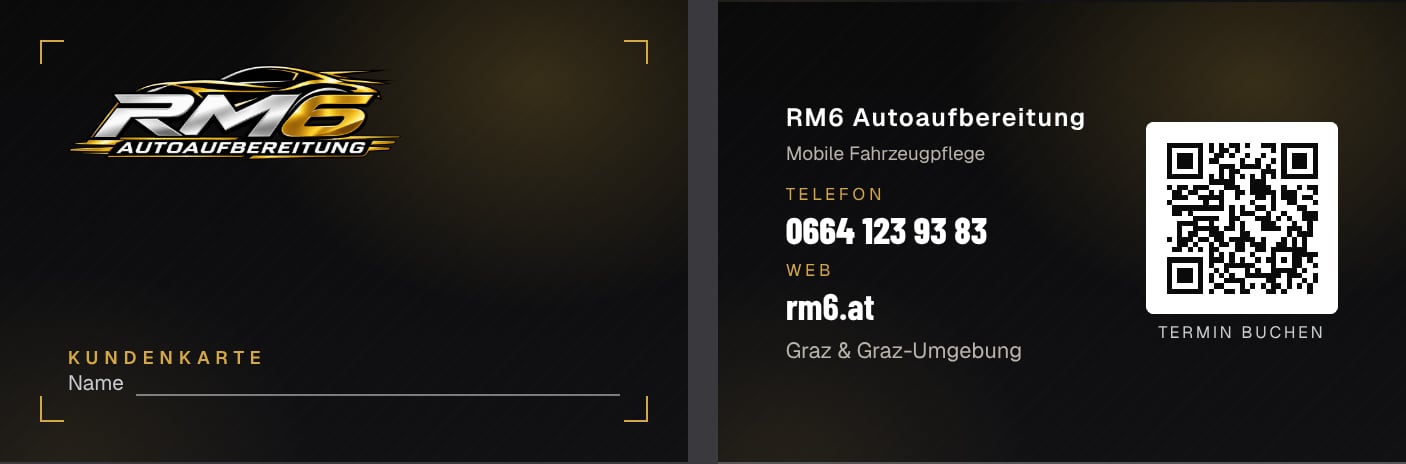 RM6
AUTOAUFBEREITUNG
KUNDENKARTE
Name
RM6 Autoaufbereitung
Mobile Fahrzeugpflege
TELEFON
0664 123 93 83
WEB
rm6.at
Graz & Graz-Umgebung
TERMIN BUCHEN